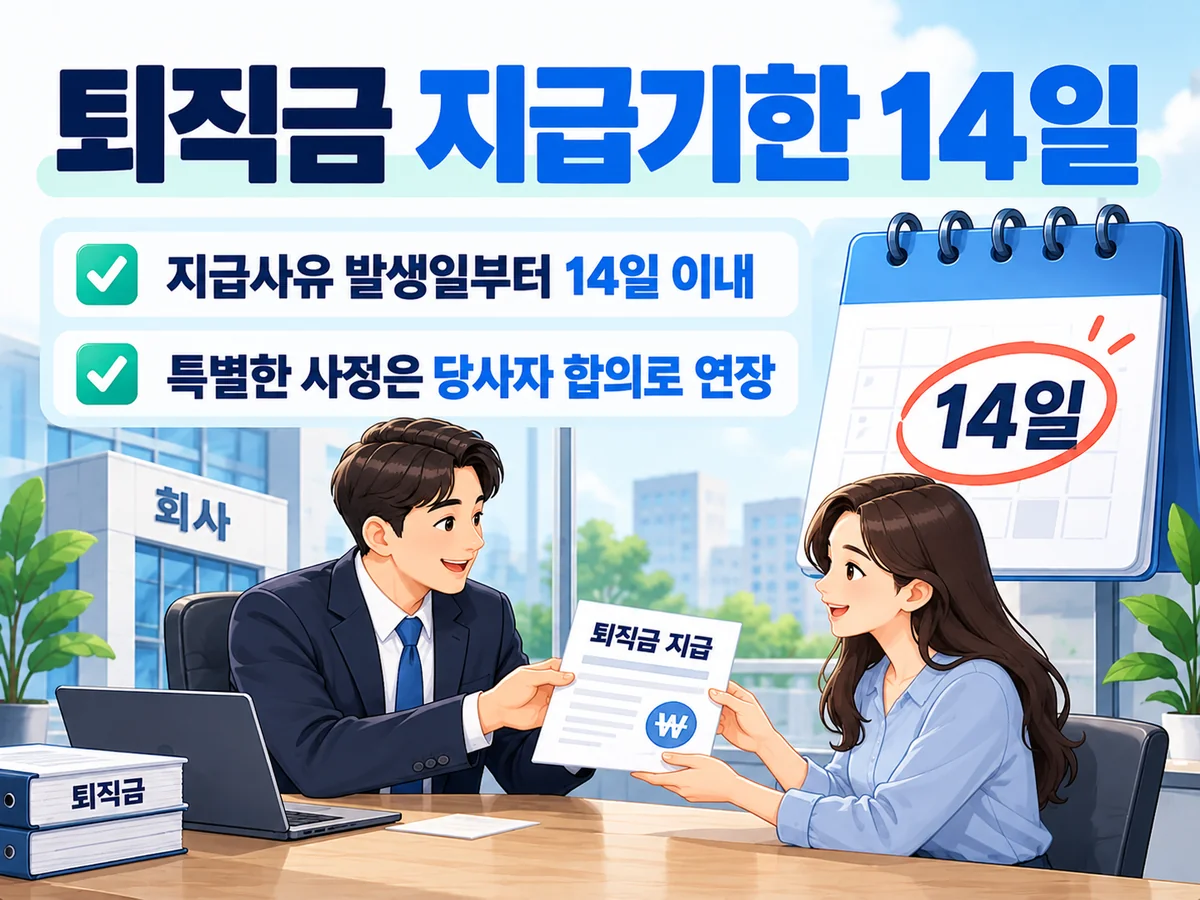 퇴직금 지급기한 14일
지급사유 발생일부터 14일 이내
특별한 사정은 당사자 합의로 연장
14일
회사
퇴직금 지급
₩
퇴직금